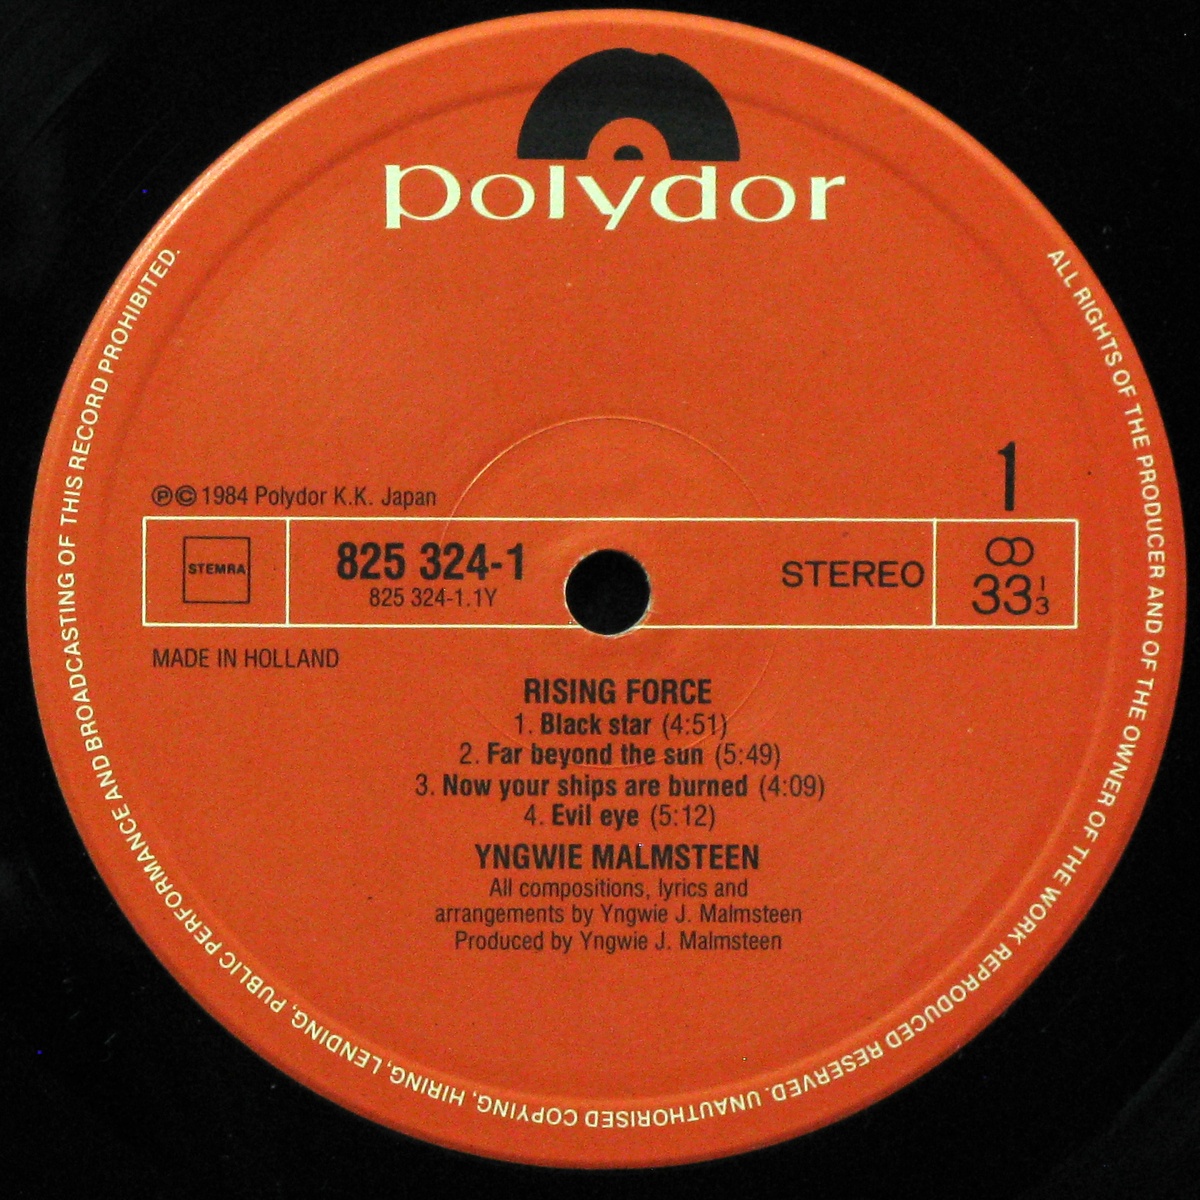 polydor
ALL RIGHTS OF THE PRODUCER AND OF THE OWNER OF THE WORK REPRODUCED RESERVED. UNAUTHORISED COPYING, HIRING, LENDING, PUBLIC PERFORMANCE AND BROADCASTING OF THIS RECORD PROHIBITED.
1
℗© 1984 Polydor K.K. Japan
STEMRA
825 324-1
825 324-1.1Y
STEREO
33 1/3
MADE IN HOLLAND
RISING FORCE
1. Black star (4:51)
2. Far beyond the sun (5:49)
3. Now your ships are burned (4:09)
4. Evil eye (5:12)
YNGWIE MALMSTEEN
All compositions, lyrics and
arrangements by Yngwie J. Malmsteen
Produced by Yngwie J. Malmsteen